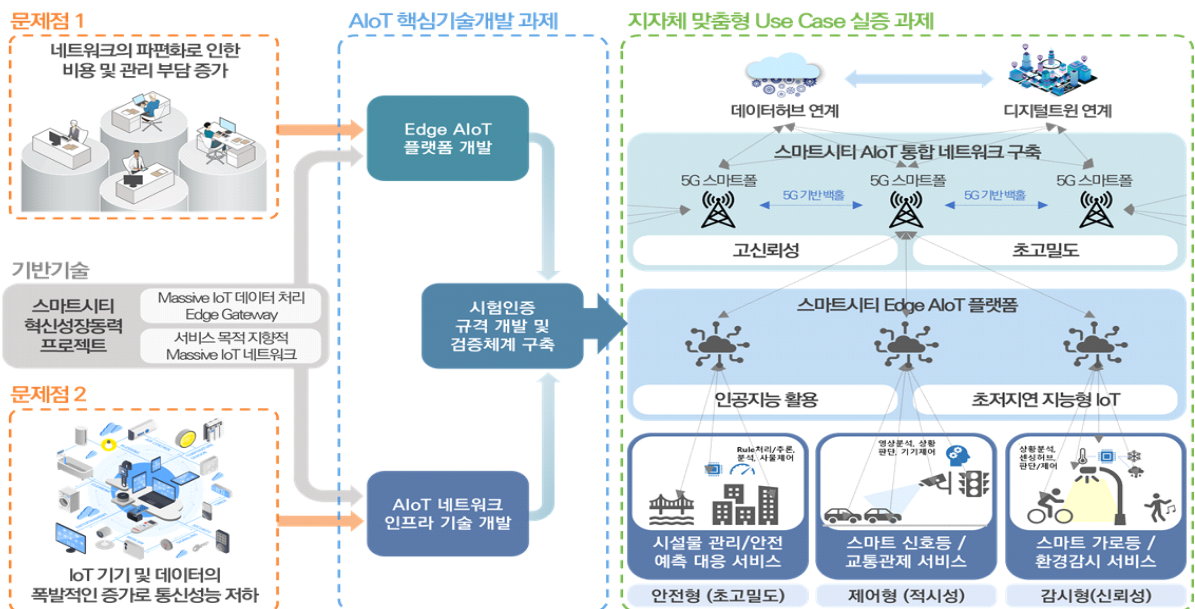 문제점 1
네트워크의 파편화로 인한
비용 및 관리 부담 증가
기반기술
스마트시티
혁신성장동력
프로젝트
Massive IoT 데이터 처리
Edge Gateway
서비스 목적 지향적
Massive IoT 네트워크
문제점 2
IoT 기기 및 데이터의
폭발적인 증가로 통신성능 저하
AIoT 핵심기술개발 과제
Edge AIoT
플랫폼 개발
시험인증
규격 개발 및
검증체계 구축
AIoT 네트워크
인프라 기술 개발
지자체 맞춤형 Use Case 실증 과제
데이터허브 연계
디지털트윈 연계
스마트시티 AIoT 통합 네트워크 구축
5G 스마트폴
5G 기반 백홀
5G 스마트폴
5G 기반 백홀
5G 스마트폴
고신뢰성
초고밀도
스마트시티 Edge AIoT 플랫폼
인공지능 활용
초저지연 지능형 IoT
Rule처리/추론,
분석, 사물제어
시설물 관리/안전
예측 대응 서비스
안전형 (초고밀도)
영상분석, 상황
판단, 기기제어
스마트 신호등 /
교통관제 서비스
제어형 (적시성)
상황분석,
센싱허브,
판단/제어
스마트 가로등 /
환경감시 서비스
감시형(신뢰성)